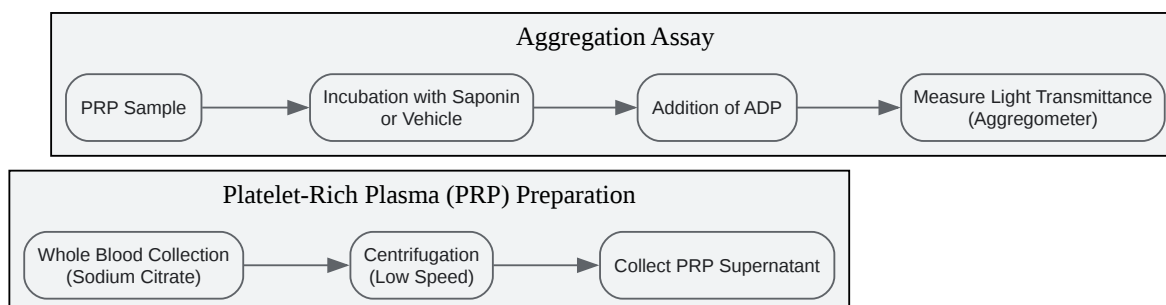 Aggregation Assay
PRP Sample
Incubation with Saponin
or Vehicle
Addition of ADP
Measure Light Transmittance
(Aggregometer)
Platelet-Rich Plasma (PRP) Preparation
Whole Blood Collection
(Sodium Citrate)
Centrifugation
(Low Speed)
Collect PRP Supernatant